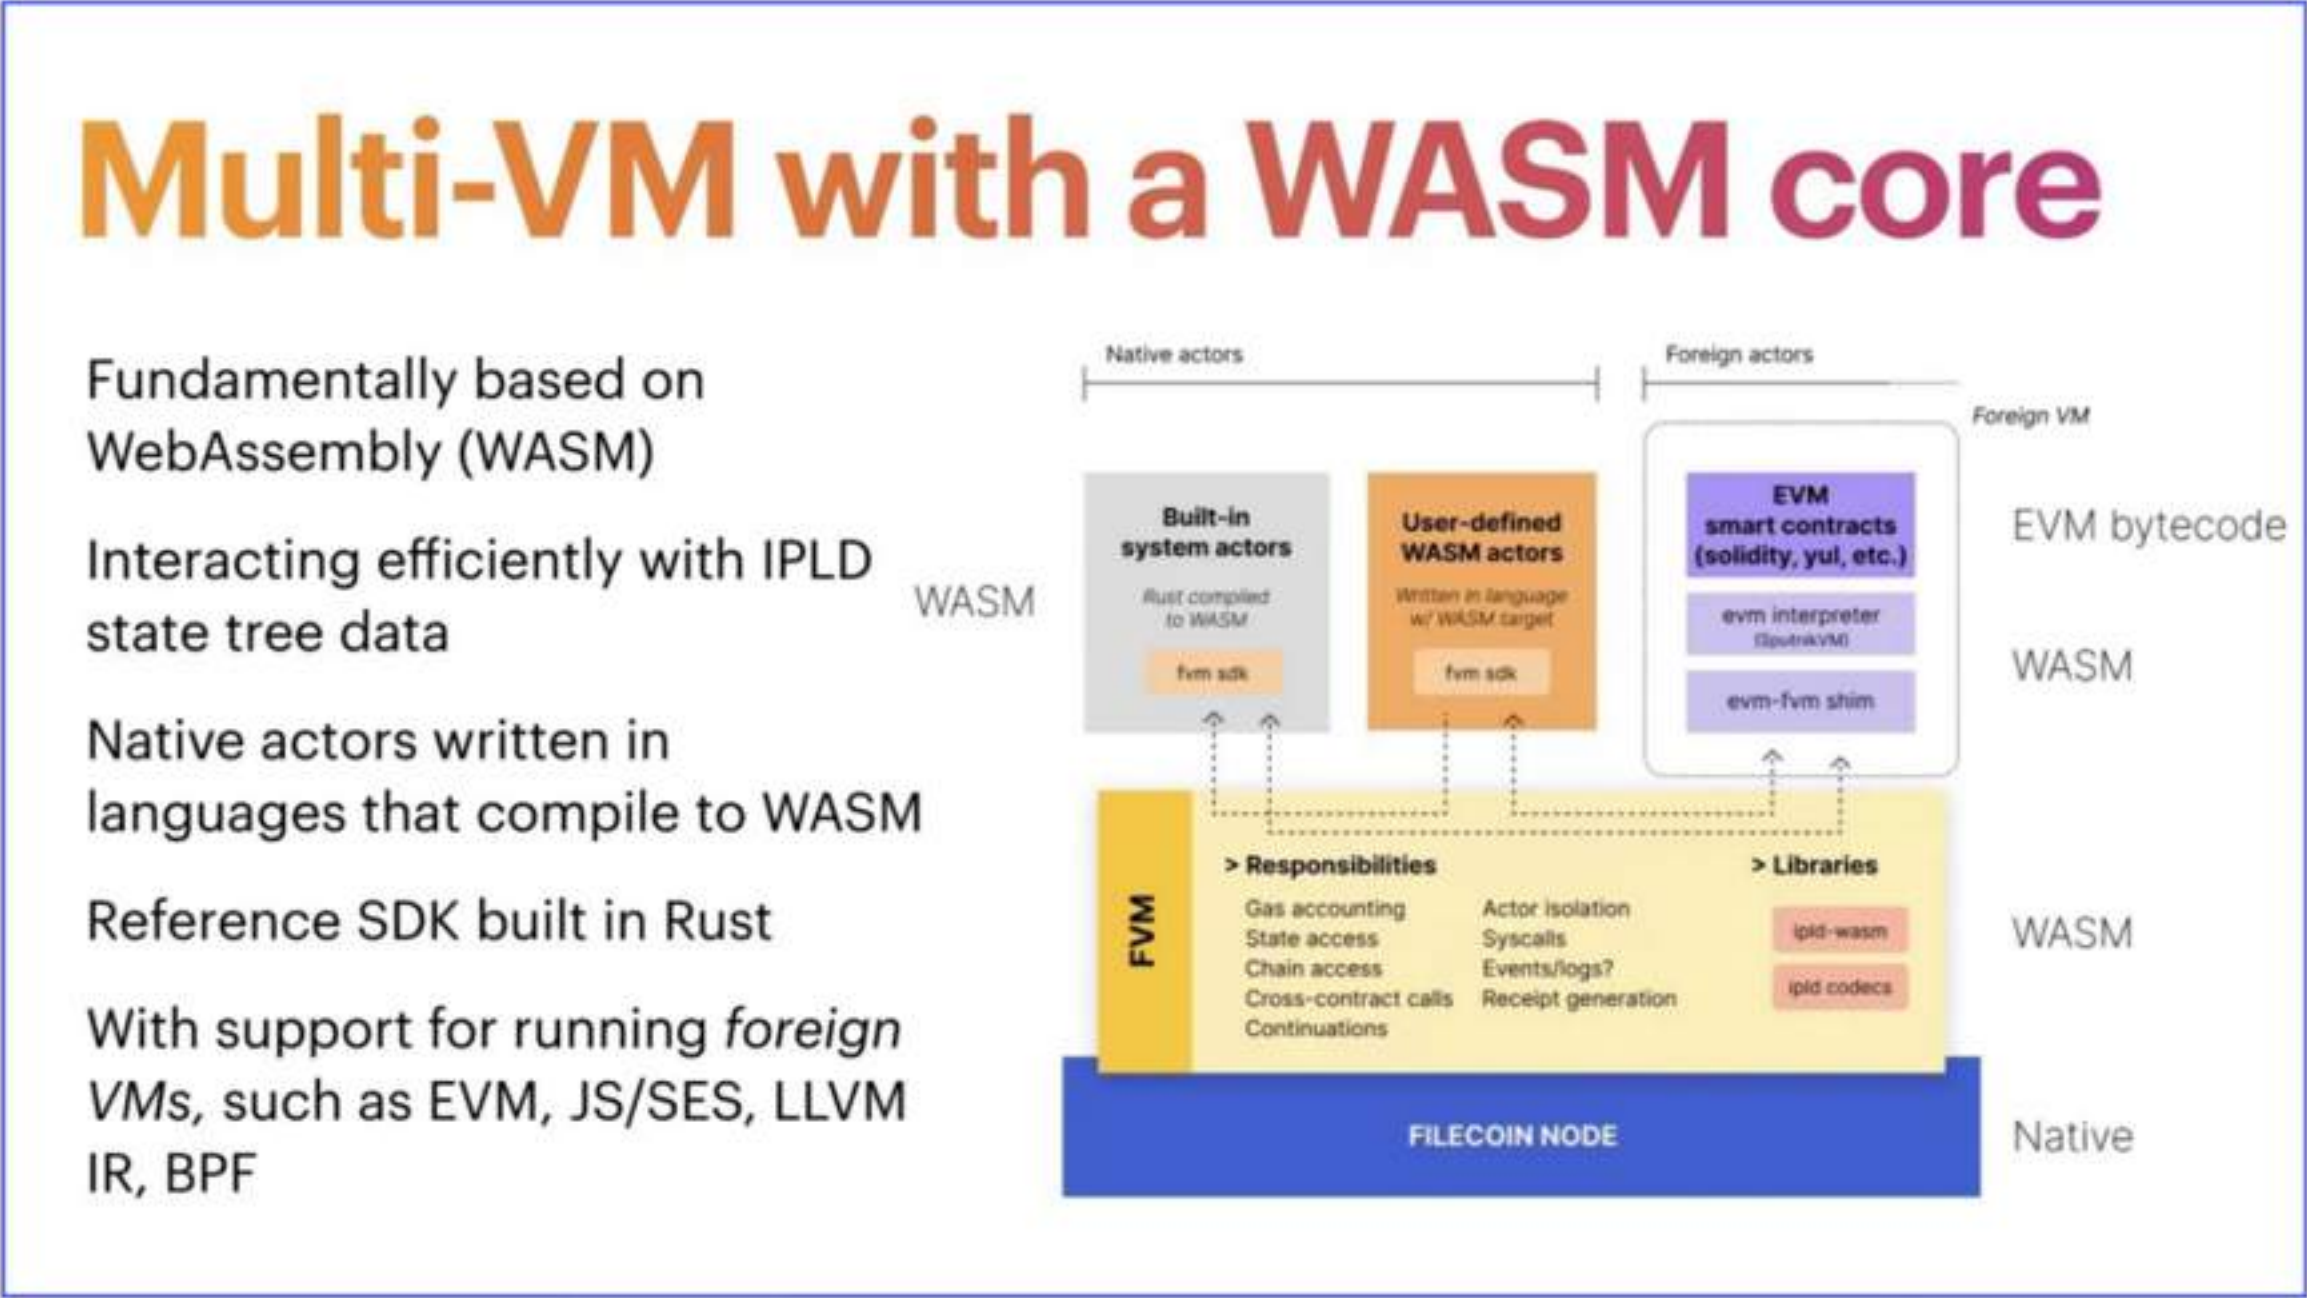 Multi-VM with a WASM core
Fundamentally based on
WebAssembly (WASM)
Interacting efficiently with IPLD
state tree data
Native actors written in
languages that compile to WASM
Reference SDK built in Rust
With support for running foreign
VMs, such as EVM, JS/SES, LLVM
IR, BPF
Native actors
Foreign actors
Foreign VM
WASM
Built-in
system actors
Rust compiled
to WASM
fvm sdk
User-defined
WASM actors
Written in language
w/ WASM target
fvm sdk
EVM
smart contracts
(solidity, yul, etc.)
evm interpreter
(SputnikVM)
evm-fvm shim
EVM bytecode
WASM
FVM
> Responsibilities
Gas accounting
State access
Chain access
Cross-contract calls
Continuations
Actor isolation
Syscalls
Events/logs?
Receipt generation
> Libraries
ipld-wasm
ipld codecs
WASM
FILECOIN NODE
Native